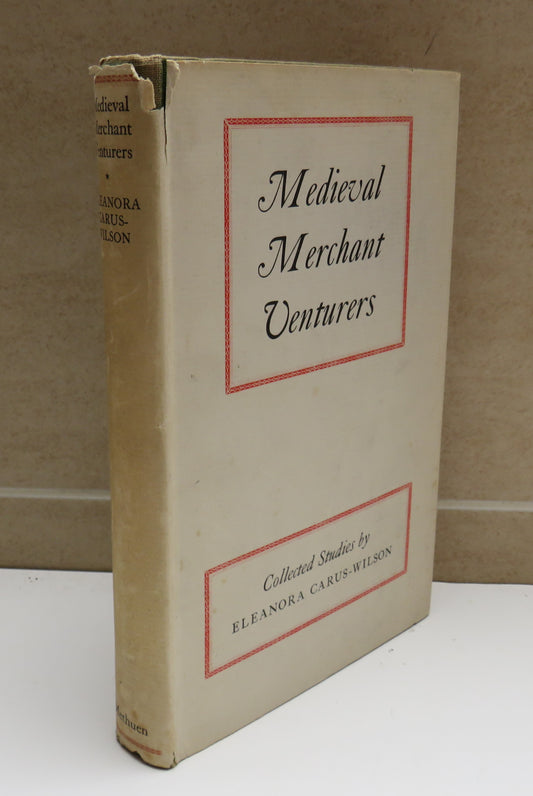 Medieval
Merchant
Venturers
Collected Studies by
ELEANORA CARUS-WILSON
Medieval
Merchant
Venturers
*
ELEANORA
CARUS-
WILSON
Methuen